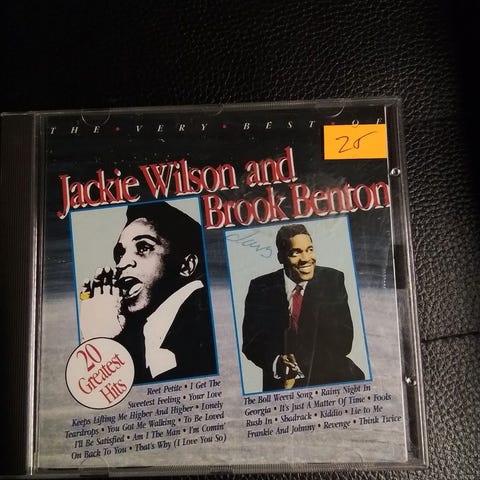 THE • VERY • BEST • OF
25
Jackie Wilson and
Brook Benton
20
Greatest
Hits
Reet Petite • I Get The
Sweetest Feeling • Your Love
Keeps Lifting Me Higher And Higher • Lonely
Teardrops • You Got Me Walking • To Be Loved
I'll Be Satisfied • Am I The Man • I'm Comin'
On Back To You • That's Why (I Love You So)
The Boll Weevil Song • Rainy Night In
Georgia • It's Just A Matter Of Time • Fools
Rush In • Shadrack • Kiddio • Lie to Me
Frankie And Johnny • Revenge • Think Twice